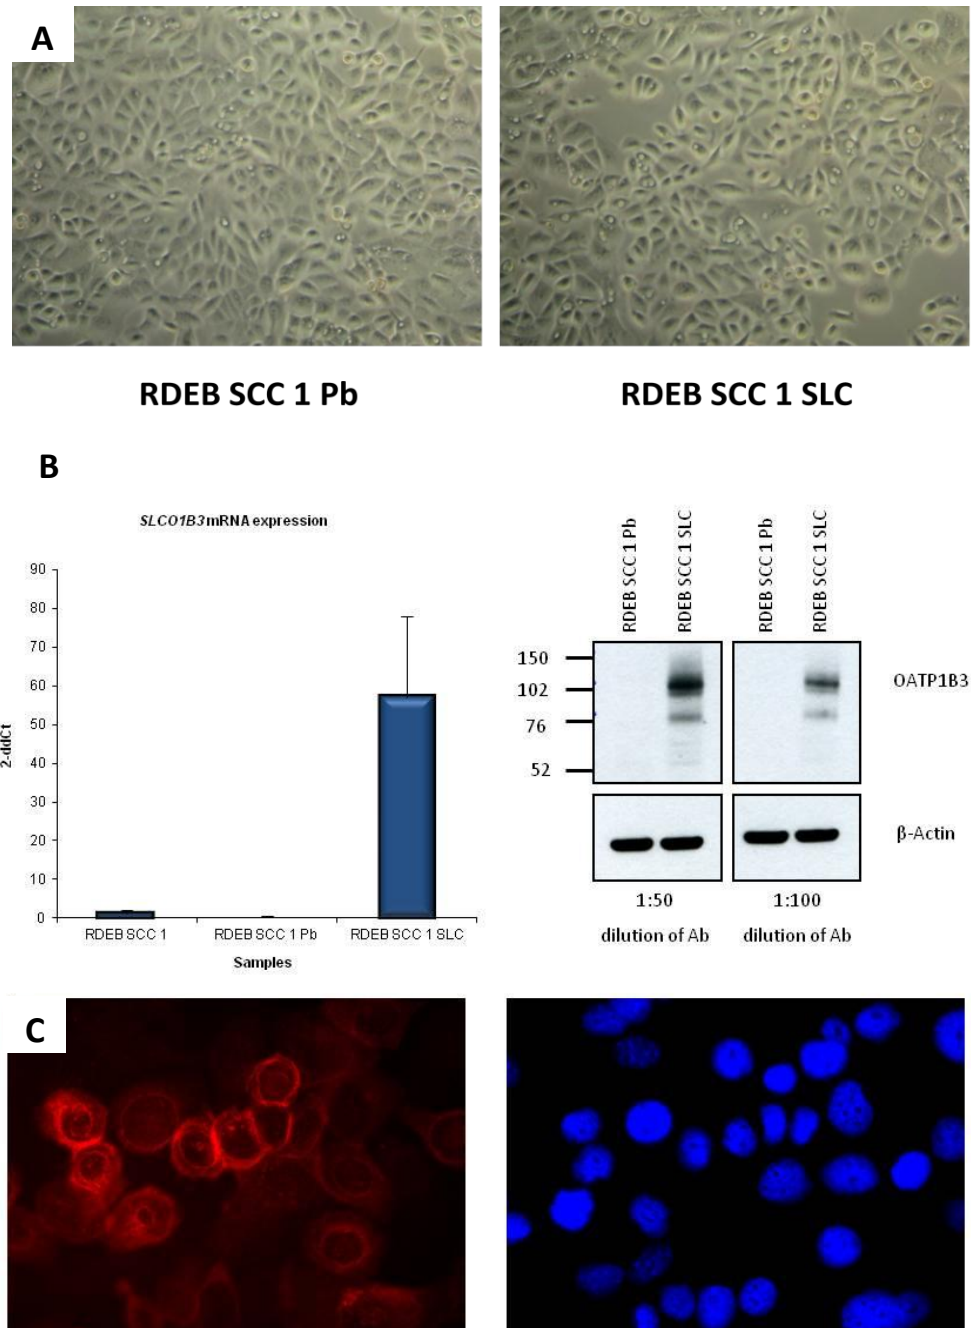 A
RDEB SCC 1 Pb
RDEB SCC 1 SLC
B
SLCO1B3 mRNA expression
90
80
70
60
50
40
30
20
10
0
2-ddCt
RDEB SCC 1
RDEB SCC 1 Pb
RDEB SCC 1 SLC
Samples
RDEB SCC 1 Pb
RDEB SCC 1 SLC
RDEB SCC 1 Pb
RDEB SCC 1 SLC
150
102
76
52
OATP1B3
β-Actin
1:50
1:100
dilution of Ab
dilution of Ab
C